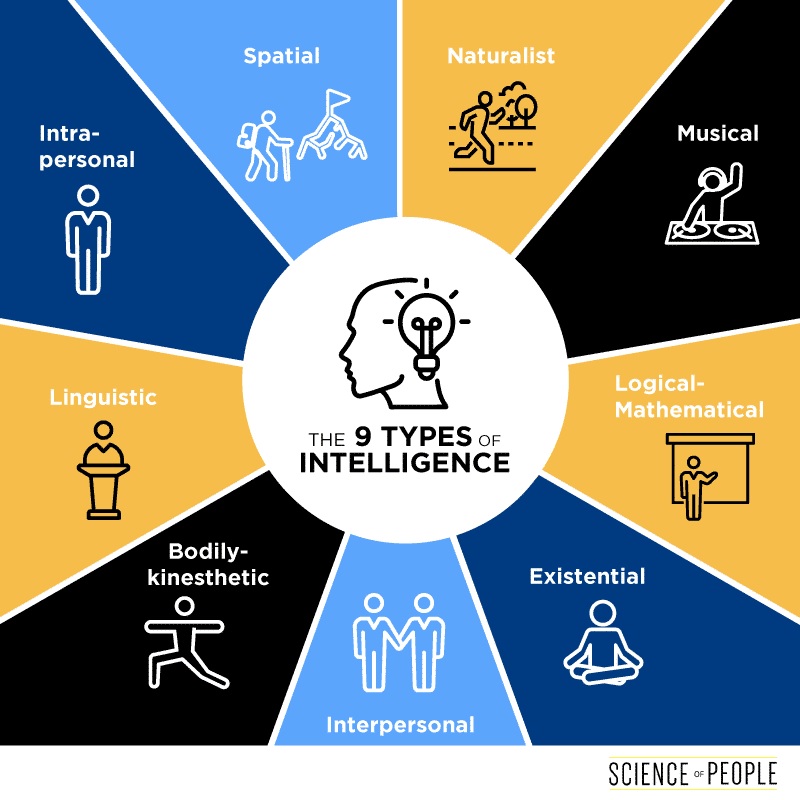 Spatial
Naturalist
Intra-
personal
Musical
Linguistic
Logical-
Mathematical
THE 9 TYPES OF
INTELLIGENCE
Bodily-
kinesthetic
Existential
Interpersonal
SCIENCE OF PEOPLE